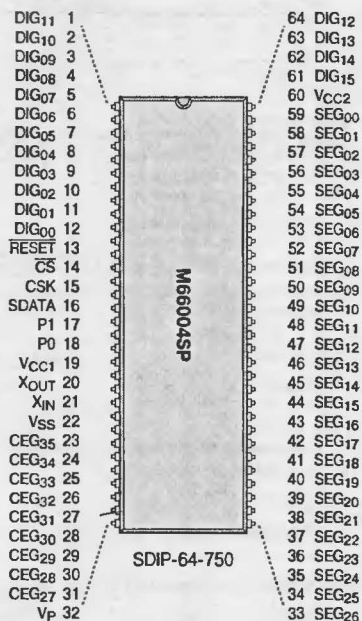 DIG11 1
DIG10 2
DIG09 3
DIG08 4
DIG07 5
DIG06 6
DIG05 7
DIG04 8
DIG03 9
DIG02 10
DIG01 11
DIG00 12
RESET 13
CS 14
CSK 15
SDATA 16
P1 17
P0 18
VCC1 19
XOUT 20
XIN 21
VSS 22
CEG35 23
CEG34 24
CEG33 25
CEG32 26
CEG31 27
CEG30 28
CEG29 29
CEG28 30
CEG27 31
VP 32
M66004SP
SDIP-64-750
64 DIG12
63 DIG13
62 DIG14
61 DIG15
60 VCC2
59 SEG00
58 SEG01
57 SEG02
56 SEG03
55 SEG04
54 SEG05
53 SEG06
52 SEG07
51 SEG08
50 SEG09
49 SEG10
48 SEG11
47 SEG12
46 SEG13
45 SEG14
44 SEG15
43 SEG16
42 SEG17
41 SEG18
40 SEG19
39 SEG20
38 SEG21
37 SEG22
36 SEG23
35 SEG24
34 SEG25
33 SEG26